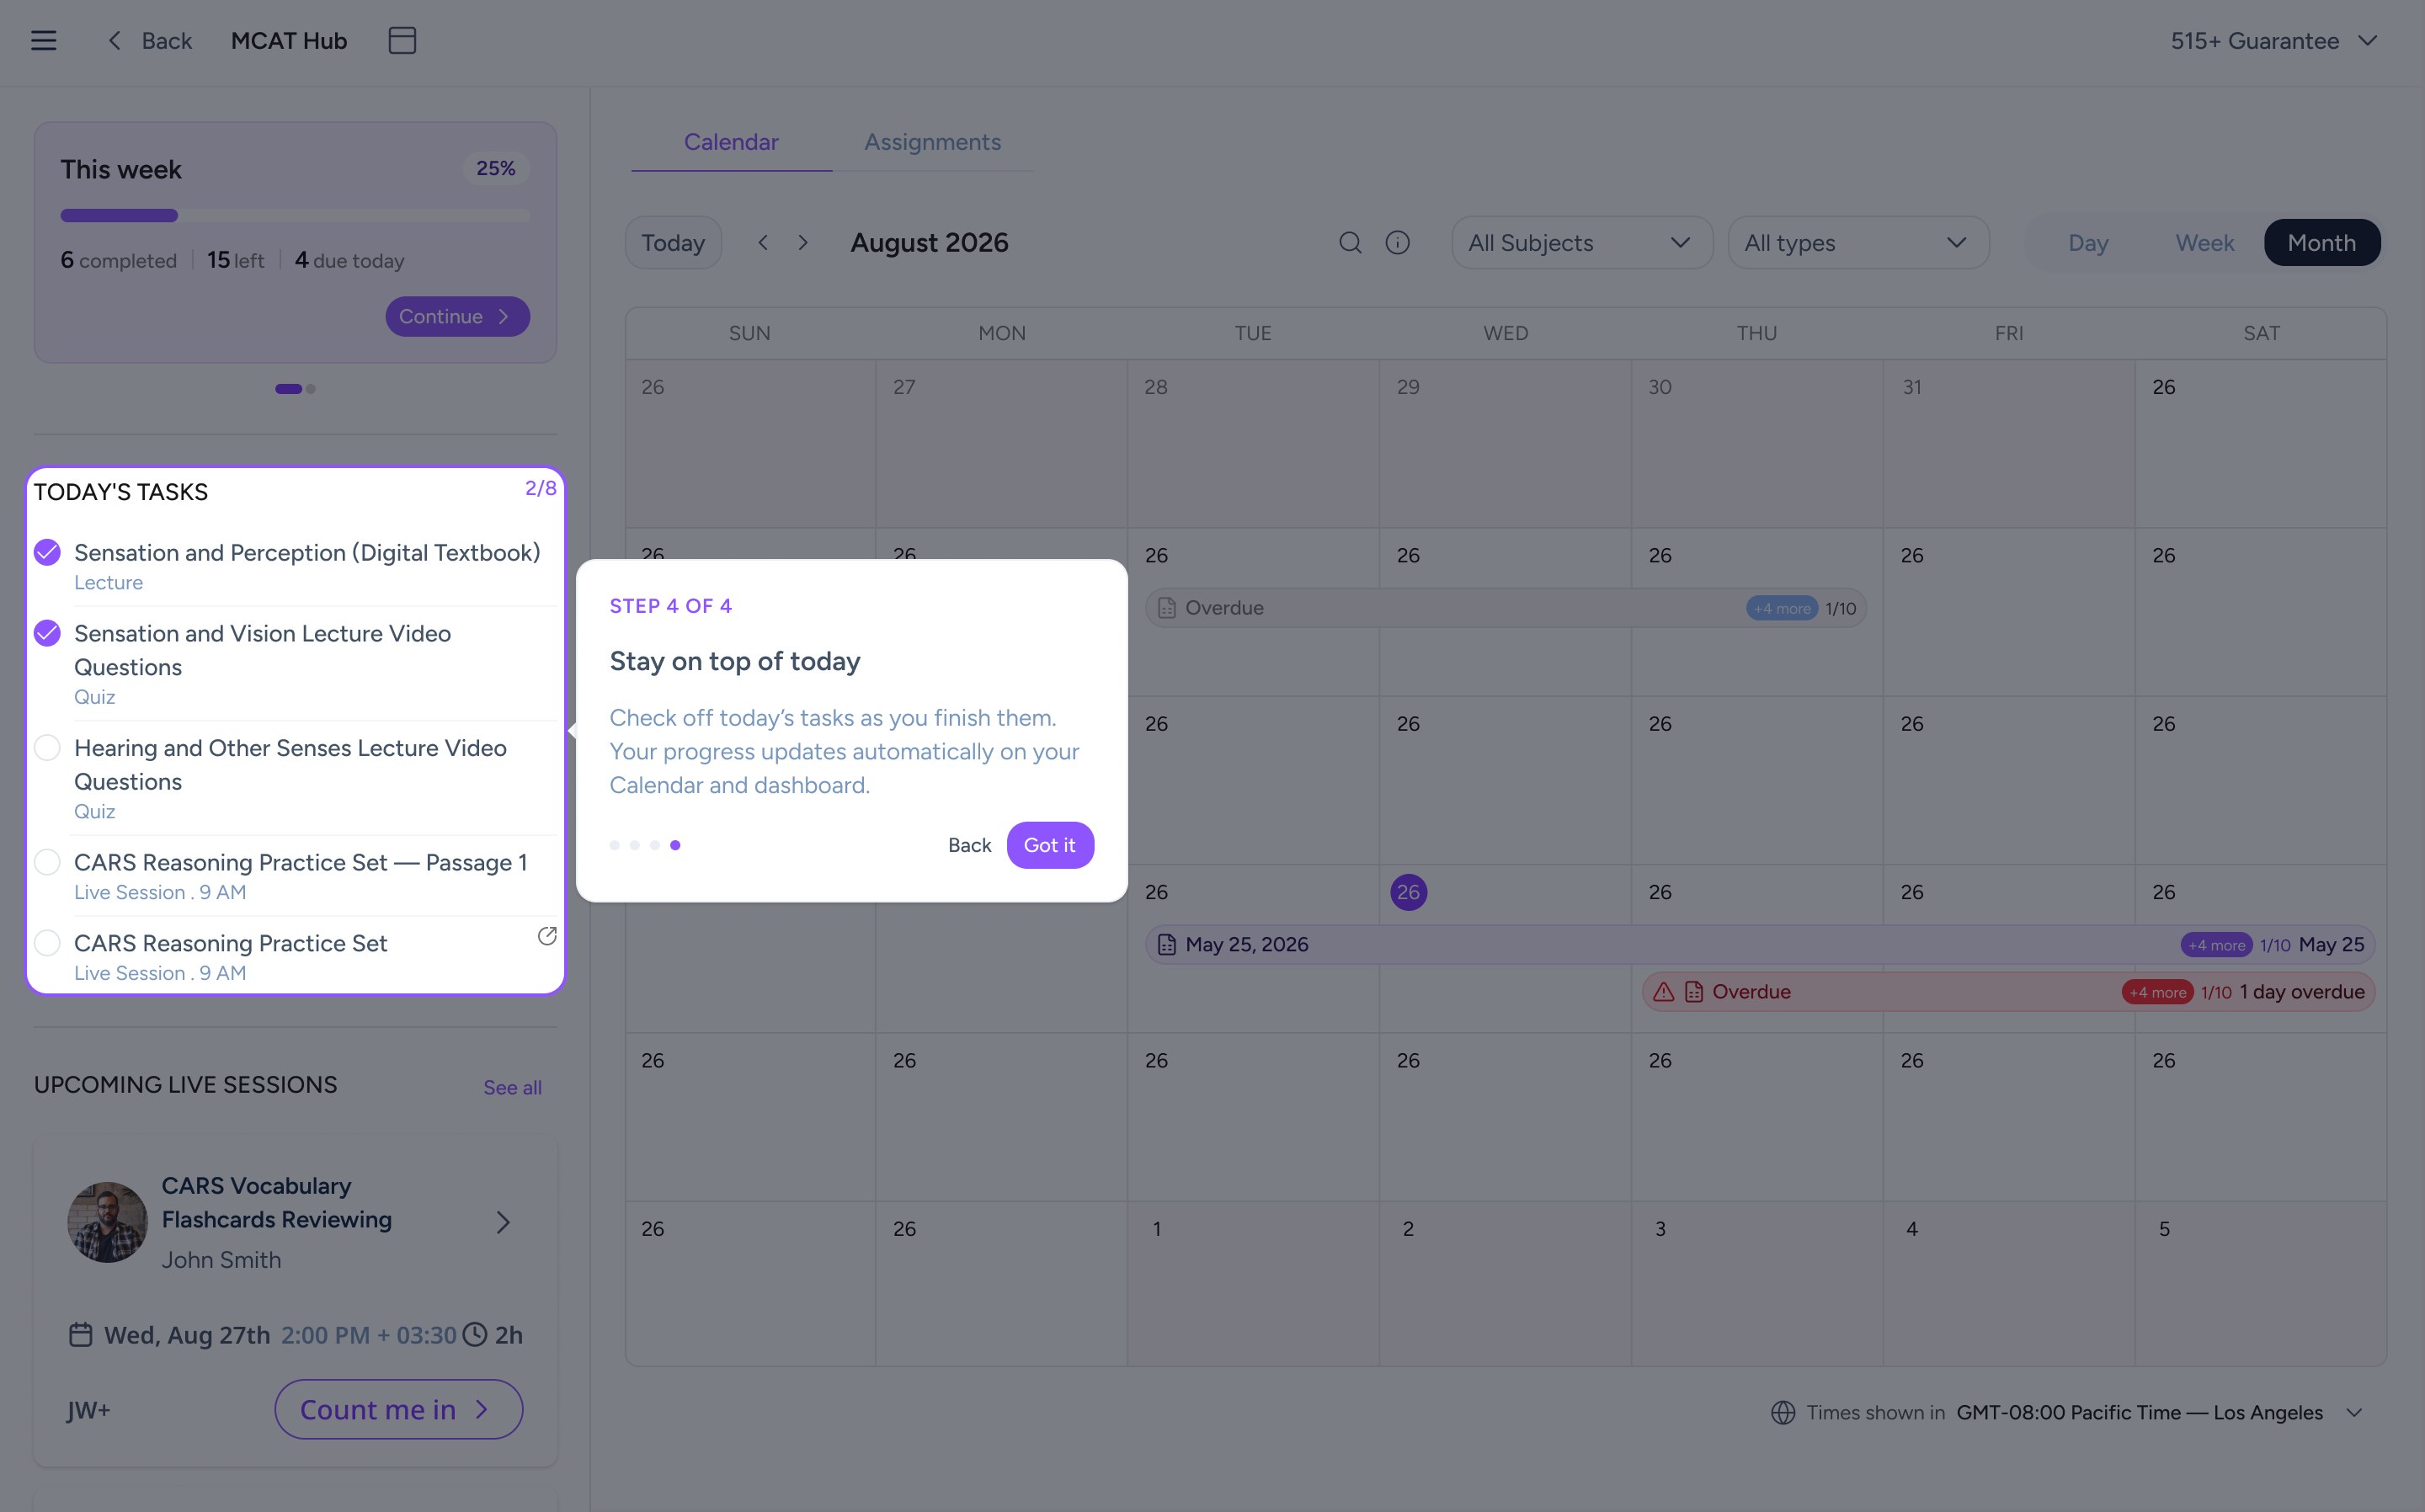 Back
MCAT Hub
515+ Guarantee
This week
25%
6 completed
15 left
4 due today
Continue
TODAY'S TASKS
2/8
Sensation and Perception (Digital Textbook)
Lecture
Sensation and Vision Lecture Video
Questions
Quiz
Hearing and Other Senses Lecture Video
Questions
Quiz
CARS Reasoning Practice Set — Passage 1
Live Session . 9 AM
CARS Reasoning Practice Set
Live Session . 9 AM
UPCOMING LIVE SESSIONS
See all
CARS Vocabulary
Flashcards Reviewing
John Smith
Wed, Aug 27th 2:00 PM + 03:30 2h
JW+
Count me in
Calendar
Assignments
Today
August 2026
All Subjects
All types
Day
Week
Month
SUN MON TUE WED THU FRI SAT
26 27 28 29 30 31 26
26 26 26 26 26 26 26
Overdue +4 more 1/10
STEP 4 OF 4
Stay on top of today
Check off today’s tasks as you finish them.
Your progress updates automatically on your
Calendar and dashboard.
Back
Got it
26 26 26 26 26
26 26 26 26 26
May 25, 2026 +4 more 1/10 May 25
Overdue +4 more 1/10 1 day overdue
26 26 26 26 26 26 26
26 26 1 2 3 4 5
Times shown in GMT-08:00 Pacific Time — Los Angeles